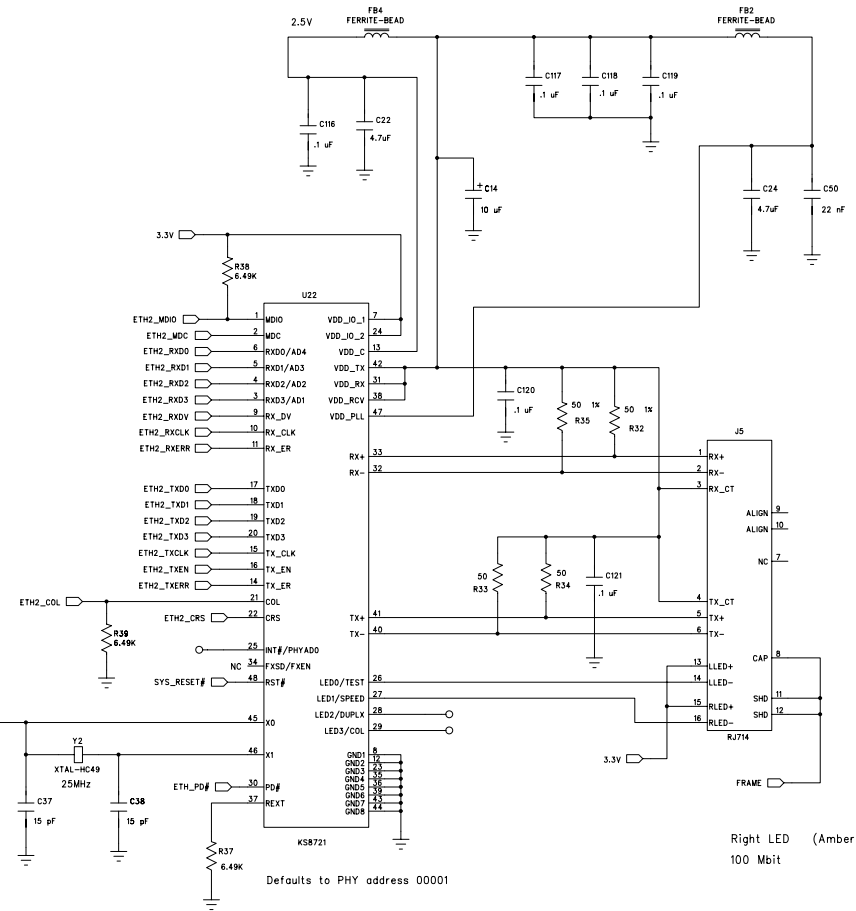 FB4
FERRITE-BEAD
2.5V
FB2
FERRITE-BEAD
C117
.1 uF
C118
.1 uF
C119
.1 uF
C116
.1 uF
C22
4.7uF
+
C14
10 uF
C24
4.7uF
C50
22 nF
3.3V
R38
6.49K
U22
ETH2_MDIO 1 MDIO
ETH2_MDC 2 MDC
ETH2_RXD0 6 RXD0/AD4
ETH2_RXD1 5 RXD1/AD3
ETH2_RXD2 4 RXD2/AD2
ETH2_RXD3 3 RXD3/AD1
ETH2_RXDV 9 RX_DV
ETH2_RXCLK 10 RX_CLK
ETH2_RXERR 11 RX_ER
ETH2_TXD0 17 TXD0
ETH2_TXD1 18 TXD1
ETH2_TXD2 19 TXD2
ETH2_TXD3 20 TXD3
ETH2_TXCLK 15 TX_CLK
ETH2_TXEN 16 TX_EN
ETH2_TXERR 14 TX_ER
ETH2_COL 21 COL
ETH2_CRS 22 CRS
R39
6.49K
25 INT#/PHYAD0
NC 34 FXSD/FXEN
SYS_RESET# 48 RST#
45 X0
46 X1
Y2
XTAL-HC49
25MHz
C37
15 pF
C38
15 pF
ETH_PD# 30 PD#
37 REXT
R37
6.49K
VDD_IO_1 7
VDD_IO_2 24
VDD_C 13
VDD_TX 42
VDD_RX 31
VDD_RCV 38
VDD_PLL 47
RX+ 33
RX- 32
TX+ 41
TX- 40
LED0/TEST 26
LED1/SPEED 27
LED2/DUPLX 28
LED3/COL 29
GND1 8
GND2 12
GND3 23
GND4 35
GND5 36
GND6 39
GND7 43
GND8 44
KS8721
C120
.1 uF
50 1%
R35
50 1%
R32
50
R33
50
R34
C121
.1 uF
J5
1 RX+
2 RX-
3 RX_CT
ALIGN 9
ALIGN 10
NC 7
4 TX_CT
5 TX+
6 TX-
CAP 8
13 LLED+
14 LLED-
15 RLED+
16 RLED-
SHD 11
SHD 12
RJ714
3.3V
FRAME
Right LED (Amber
100 Mbit
Defaults to PHY address 00001